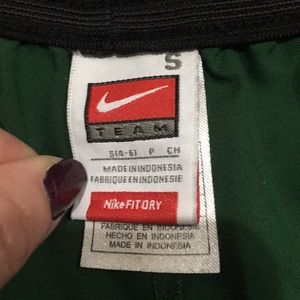 S
TEAM
S(4-6) P CH
MADE IN INDONESIA
FABRIQUE EN INDONESIE
Nike FIT DRY
FABRIQUE EN INDONESIE
HECHO EN INDONESIA
MADE IN INDONESIA